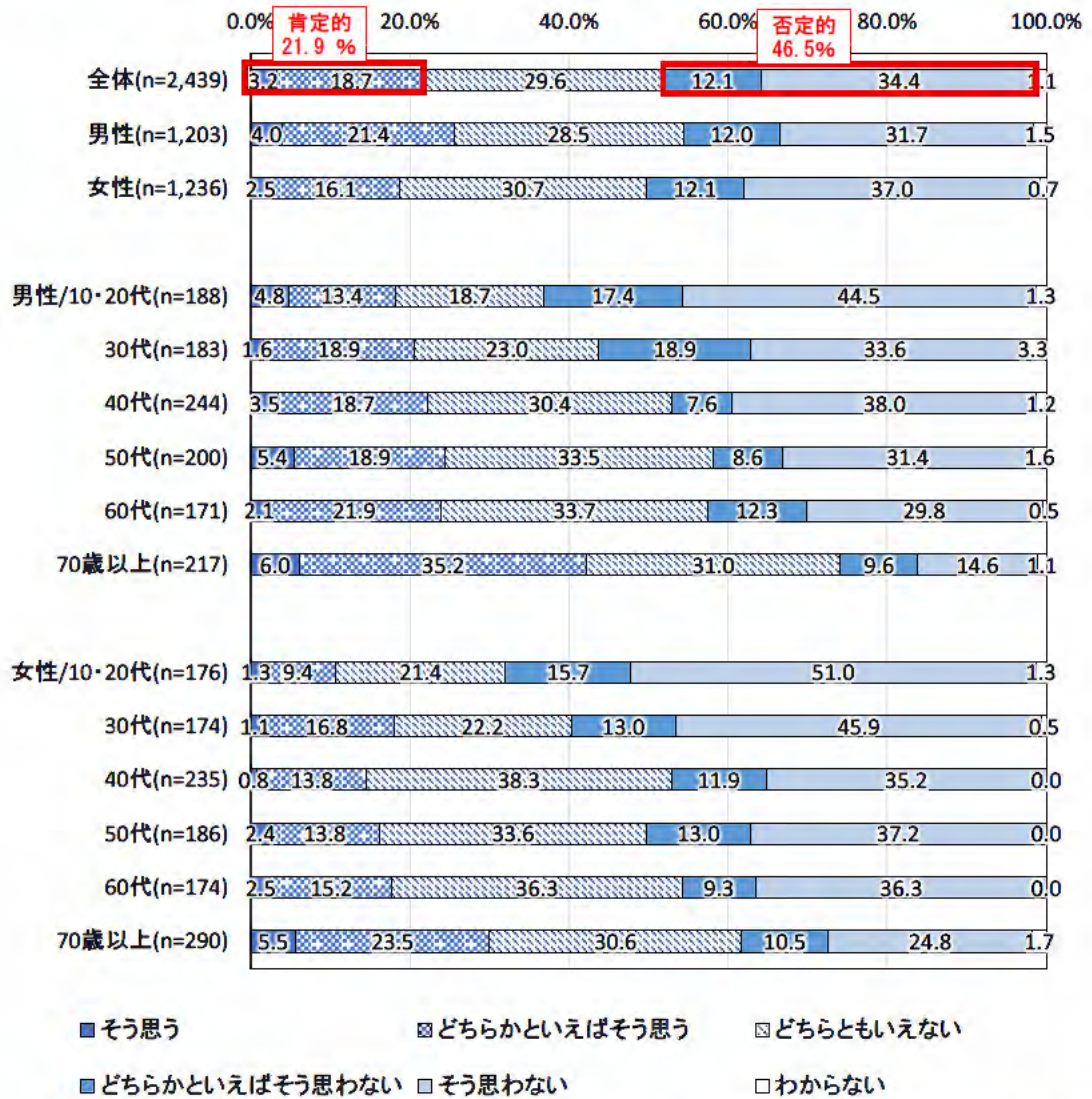 0.0% 20.0% 40.0% 60.0% 80.0% 100.0%
肯定的
21.9 %
否定的
46.5%
全体(n=2,439) 3.2 18.7 29.6 12.1 34.4 1.1
男性(n=1,203) 4.0 21.4 28.5 12.0 31.7 1.5
女性(n=1,236) 2.5 16.1 30.7 12.1 37.0 0.7
男性/10・20代(n=188) 4.8 13.4 18.7 17.4 44.5 1.3
30代(n=183) 1.6 18.9 23.0 18.9 33.6 3.3
40代(n=244) 3.5 18.7 30.4 7.6 38.0 1.2
50代(n=200) 5.4 18.9 33.5 8.6 31.4 1.6
60代(n=171) 2.1 21.9 33.7 12.3 29.8 0.5
70歳以上(n=217) 6.0 35.2 31.0 9.6 14.6 1.1
女性/10・20代(n=176) 1.3 9.4 21.4 15.7 51.0 1.3
30代(n=174) 1.1 16.8 22.2 13.0 45.9 0.5
40代(n=235) 0.8 13.8 38.3 11.9 35.2 0.0
50代(n=186) 2.4 13.8 33.6 13.0 37.2 0.0
60代(n=174) 2.5 15.2 36.3 9.3 36.3 0.0
70歳以上(n=290) 5.5 23.5 30.6 10.5 24.8 1.7
そう思う どちらかといえばそう思う どちらともいえない
どちらかといえばそう思わない そう思わない わからない